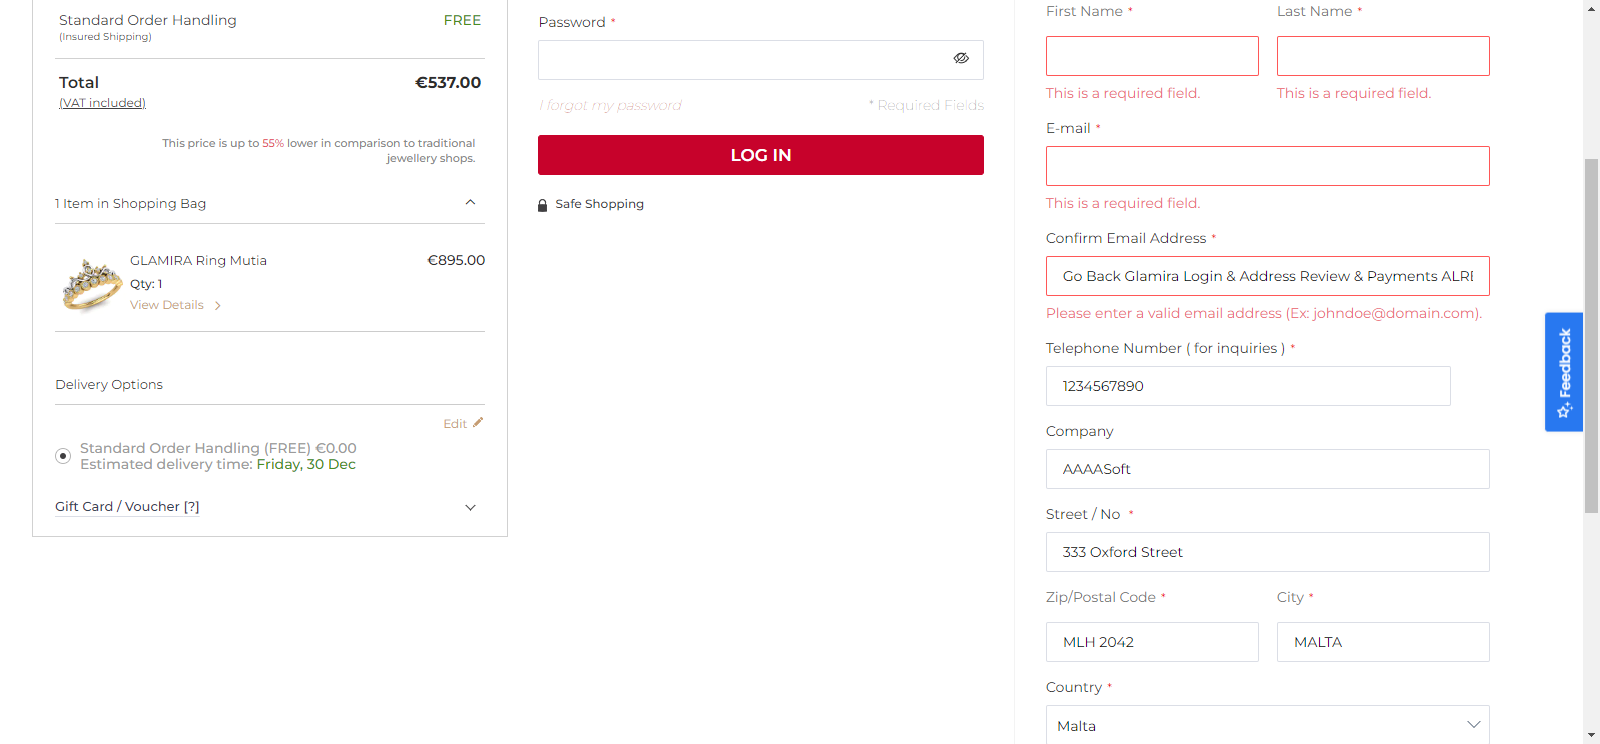 Standard Order Handling
FREE
(Insured Shipping)
Total
€537.00
(VAT included)
This price is up to 55% lower in comparison to traditional
jewellery shops.
1 Item in Shopping Bag
GLAMIRA Ring Mutia
€895.00
Qty: 1
View Details
Delivery Options
Edit
Standard Order Handling (FREE) €0.00
Estimated delivery time: Friday, 30 Dec
Gift Card / Voucher [?]
Password *
I forgot my password
* Required Fields
LOG IN
Safe Shopping
First Name *
Last Name *
This is a required field.
This is a required field.
E-mail *
This is a required field.
Confirm Email Address *
Go Back Glamira Login & Address Review & Payments ALRE
Please enter a valid email address (Ex: johndoe@domain.com).
Telephone Number ( for inquiries ) *
1234567890
Company
AAAASoft
Street / No *
333 Oxford Street
Zip/Postal Code *
City *
MLH 2042
MALTA
Country *
Malta
Feedback